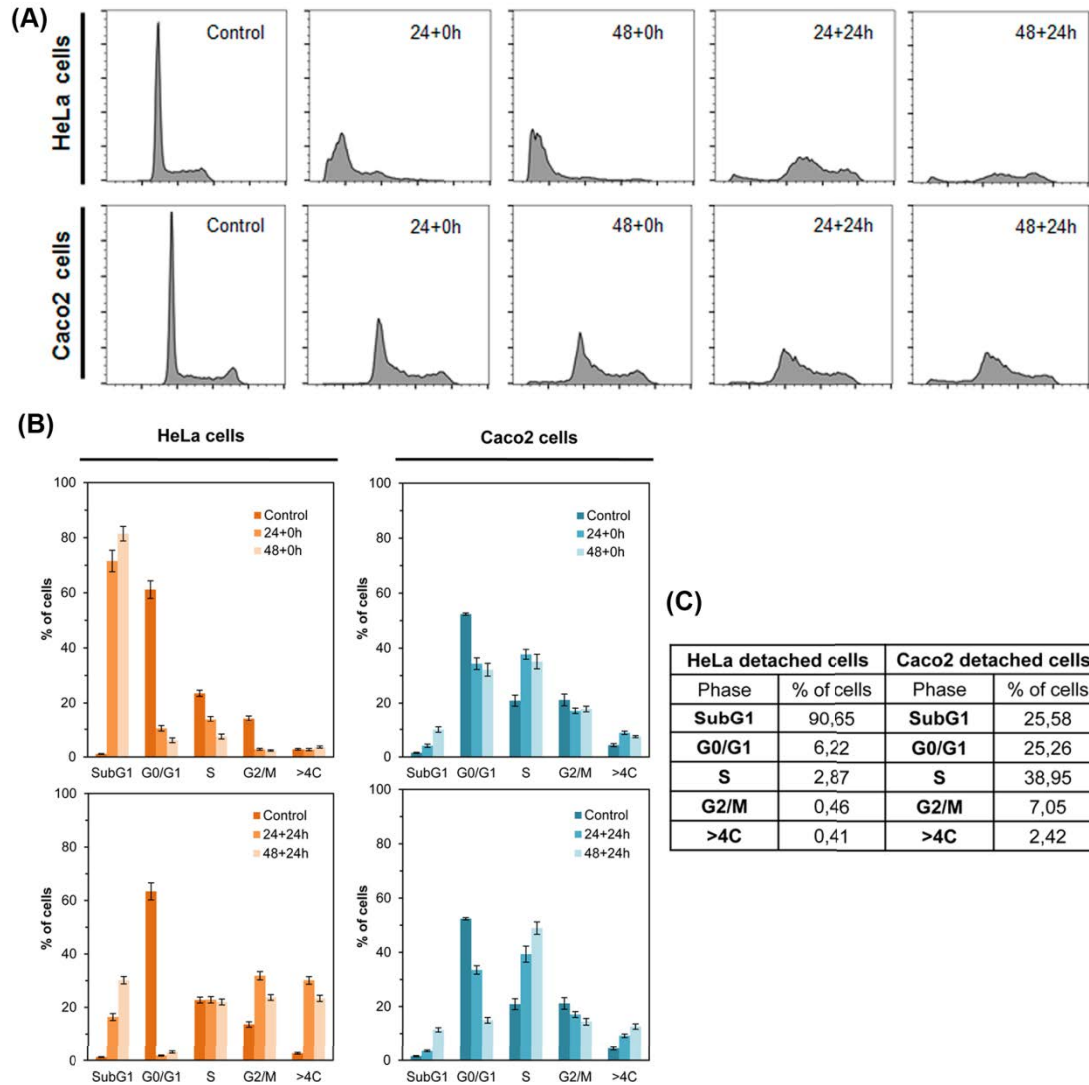 (A)
HeLa cells
Control
24+0h
48+0h
24+24h
48+24h
Caco2 cells
Control
24+0h
48+0h
24+24h
48+24h
(B)
HeLa cells
Caco2 cells
% of cells
100
80
60
40
20
0
Control
24+0h
48+0h
SubG1 G0/G1 S G2/M >4C
% of cells
100
80
60
40
20
0
Control
24+0h
48+0h
SubG1 G0/G1 S G2/M >4C
% of cells
100
80
60
40
20
0
Control
24+24h
48+24h
SubG1 G0/G1 S G2/M >4C
% of cells
100
80
60
40
20
0
Control
24+24h
48+24h
SubG1 G0/G1 S G2/M >4C
(C)
HeLa detached cells Caco2 detached cells
Phase % of cells Phase % of cells
SubG1 90,65 SubG1 25,58
G0/G1 6,22 G0/G1 25,26
S 2,87 S 38,95
G2/M 0,46 G2/M 7,05
>4C 0,41 >4C 2,42